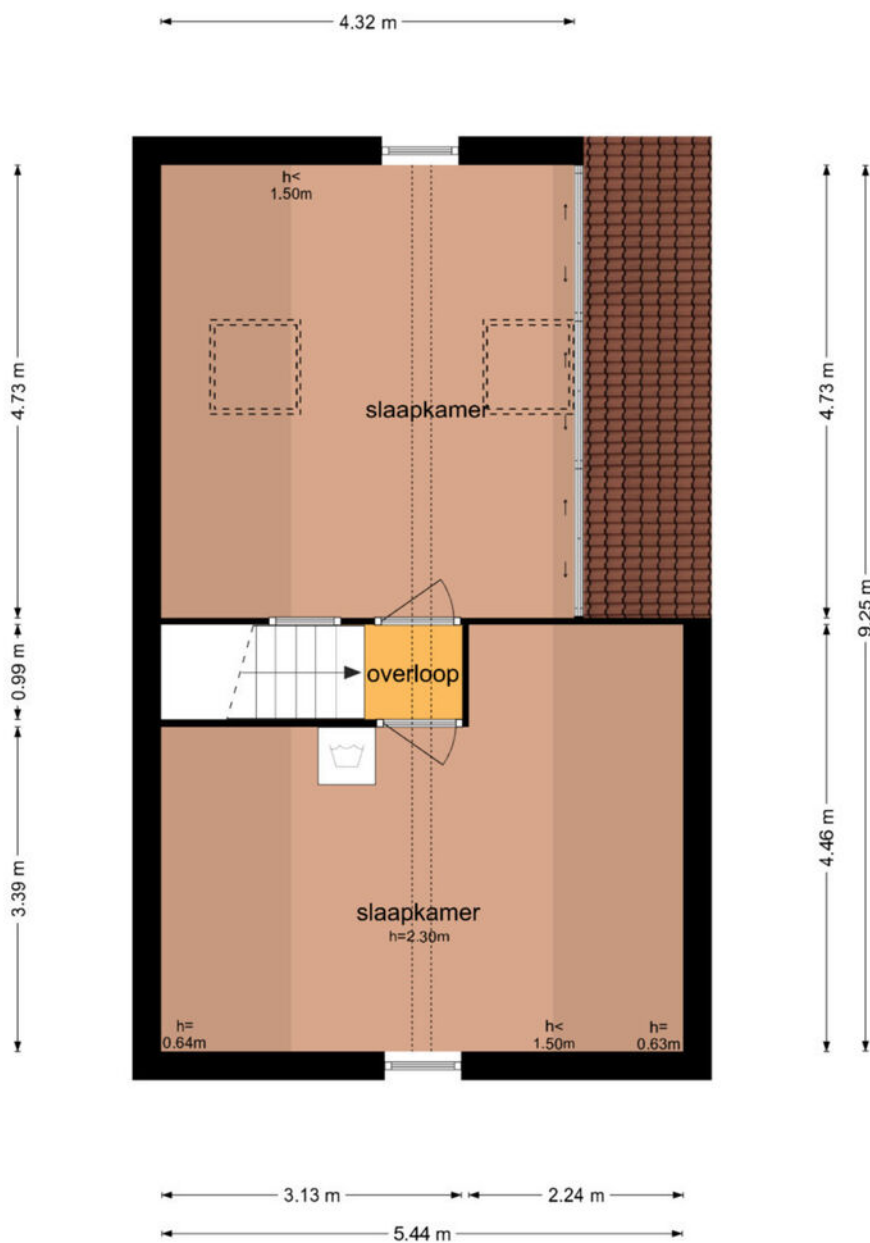 4.32 m
h<
1.50m
4.73 m
4.73 m
slaapkamer
9.25 m
0.99 m
overloop
3.39 m
4.46 m
slaapkamer
h=2.30m
h=
0.64m
h<
1.50m
h=
0.63m
3.13 m
2.24 m
5.44 m